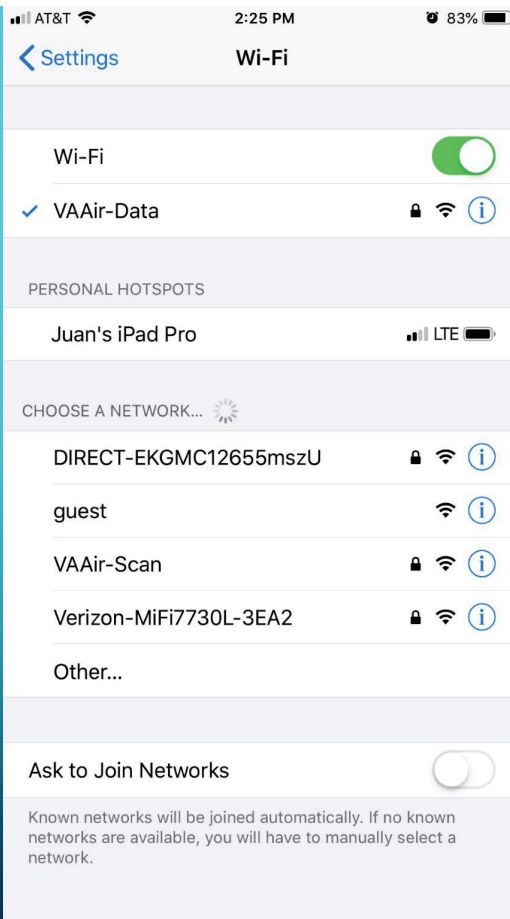 AT&T 2:25 PM 83%
Settings Wi-Fi
Wi-Fi
VAAir-Data
PERSONAL HOTSPOTS
Juan's iPad Pro LTE
CHOOSE A NETWORK...
DIRECT-EKGMC12655mszU
guest
VAAir-Scan
Verizon-MiFi7730L-3EA2
Other...
Ask to Join Networks
Known networks will be joined automatically. If no known
networks are available, you will have to manually select a
network.